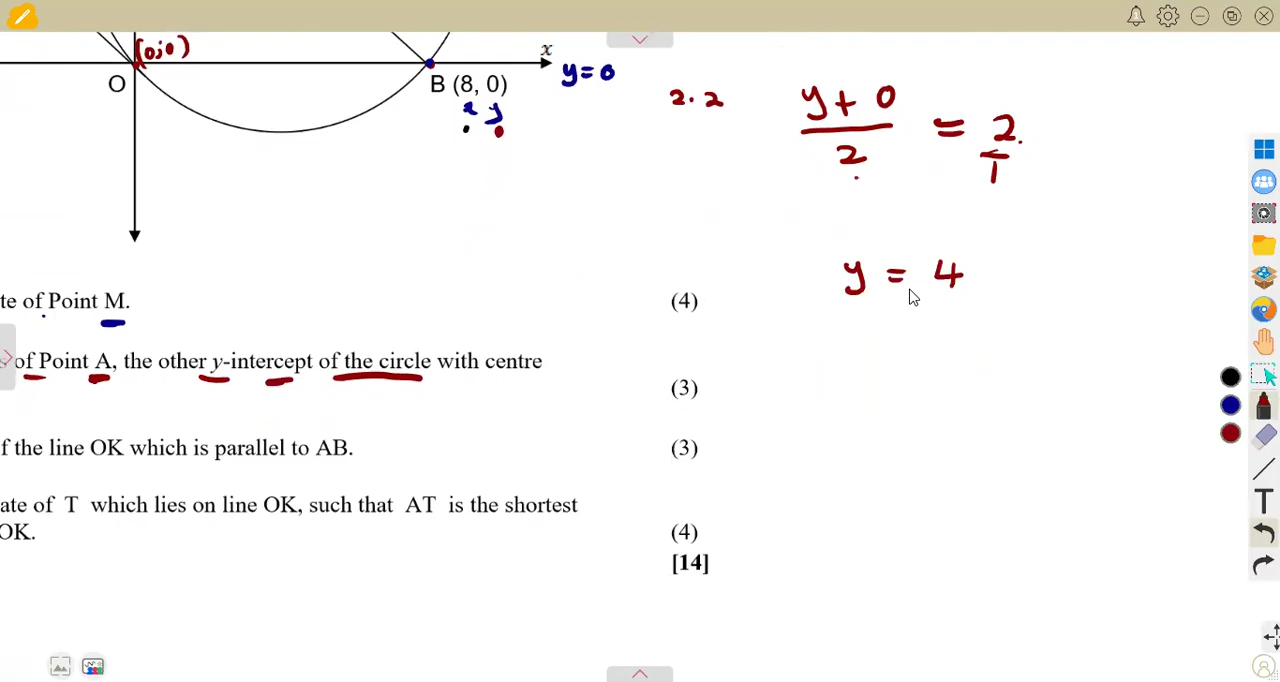 (0;0)
x
y=0
O
B (8, 0)
x y
2.2
y + 0
2
= 2
1
y = 4
te of Point M.
(4)
s of Point A, the other y-intercept of the circle with centre
(3)
f the line OK which is parallel to AB.
(3)
ate of T which lies on line OK, such that AT is the shortest
OK.
(4)
[14]
T